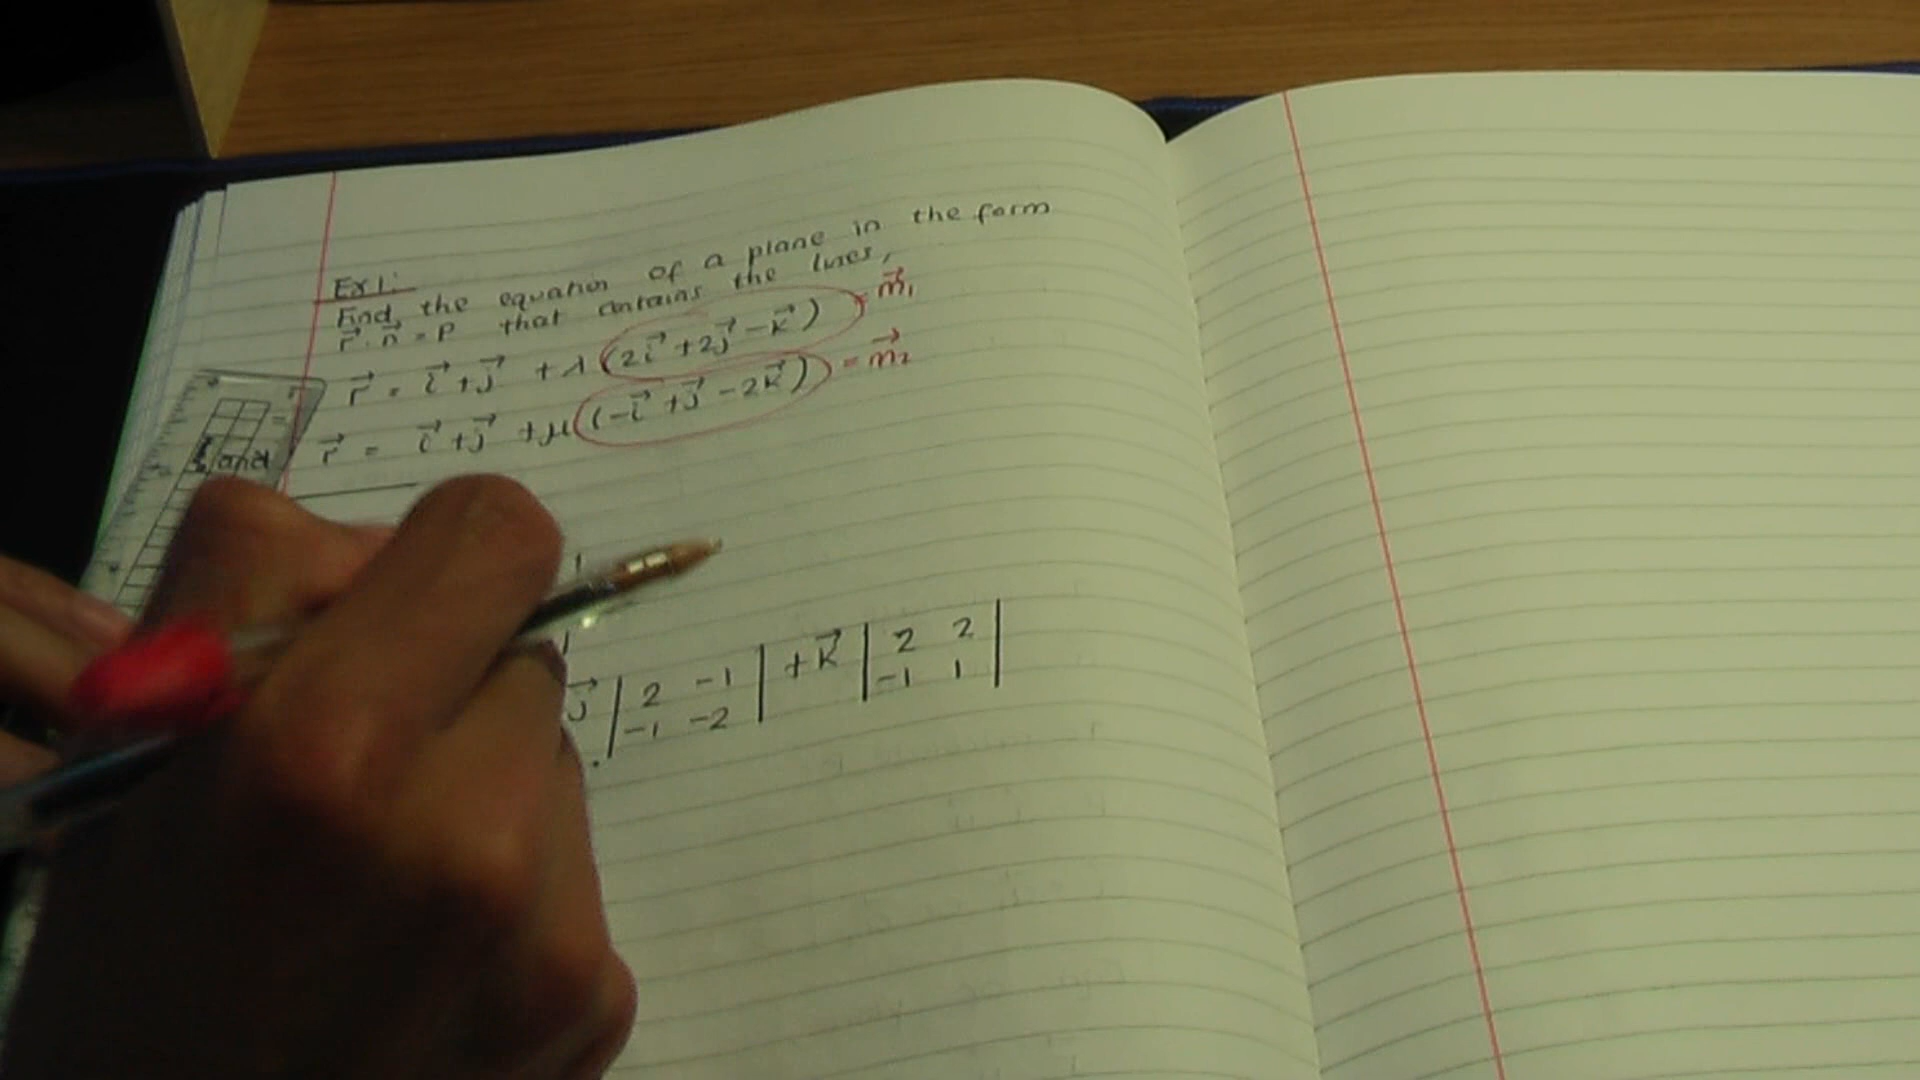 Ex 1:
Find the equation of a plane in the form
r⃗ . n⃗ = P that contains the lines,
r⃗ = i⃗ + j⃗ + λ (2i⃗ + 2j⃗ - k⃗) = m⃗₁
and r⃗ = i⃗ + j⃗ + μ (-i⃗ + j⃗ - 2k⃗) = m⃗₂
j⃗ | 2 -1 | + k⃗ | 2 2 |
| -1 -2 | | -1 1 |